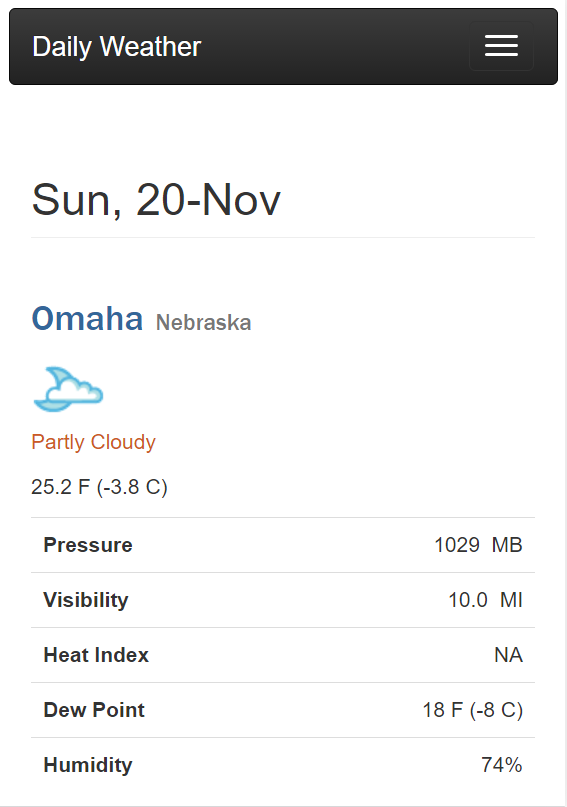 Daily Weather
Sun, 20-Nov
Omaha Nebraska
Partly Cloudy
25.2 F (-3.8 C)
Pressure 1029 MB
Visibility 10.0 MI
Heat Index NA
Dew Point 18 F (-8 C)
Humidity 74%